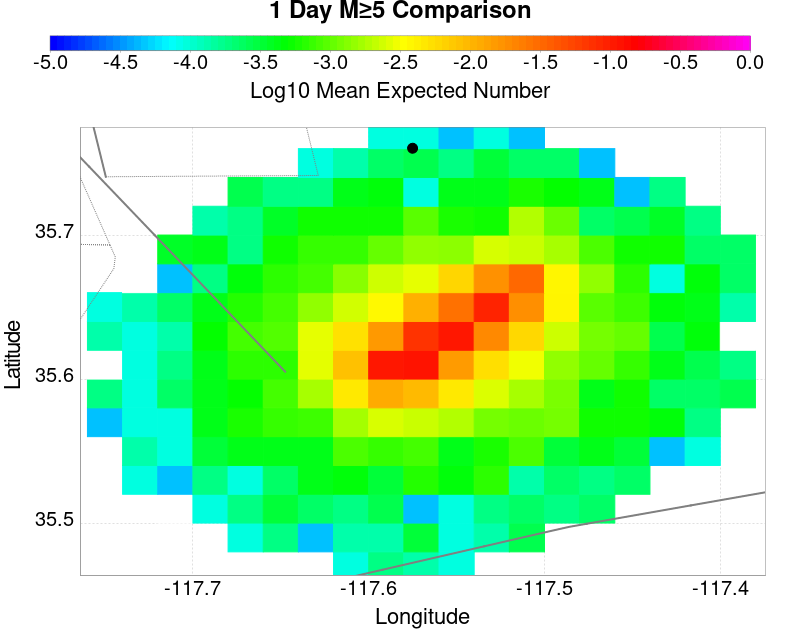 1 Day M≥5 Comparison
-5.0 -4.5 -4.0 -3.5 -3.0 -2.5 -2.0 -1.5 -1.0 -0.5 0.0
Log10 Mean Expected Number
35.7
35.6
35.5
Latitude
-117.7 -117.6 -117.5 -117.4
Longitude